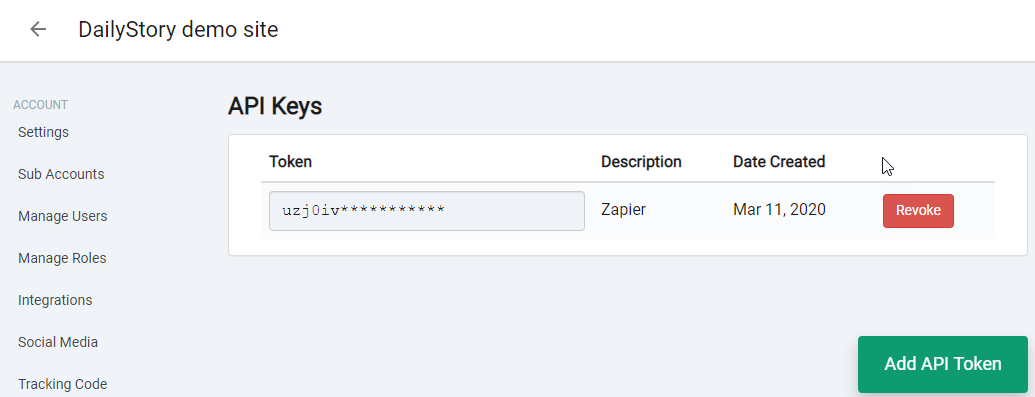 DailyStory demo site
ACCOUNT
Settings
Sub Accounts
Manage Users
Manage Roles
Integrations
Social Media
Tracking Code
API Keys
Token Description Date Created
uzj0iv*********** Zapier Mar 11, 2020 Revoke
Add API Token